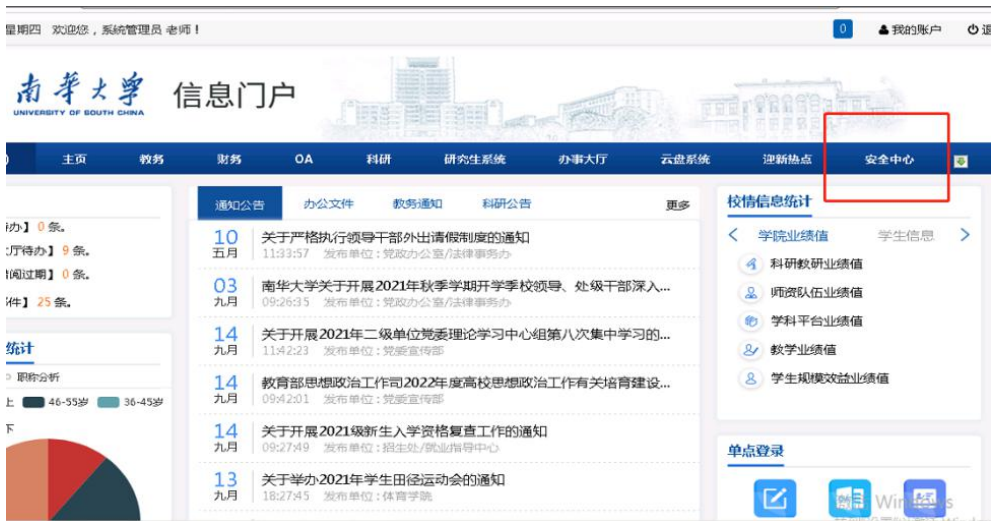 星期四 欢迎您，系统管理员 老师！
0
我的账户
南华大学
UNIVERSITY OF SOUTH CHINA
信息门户
主页 教务 财务 OA 科研 研究生系统 办事大厅 云盘系统 迎新热点 安全中心
办】0 条。
厅待办】9 条。
阅过期】0 条。
件】25 条。
统计
职称分析
上 46-55岁 36-45岁
下
通知公告 办公文件 教务通知 科研公告 更多
10 五月
关于严格执行领导干部外出请假制度的通知
11:33:57 发布单位：党政办公室/法律事务办
03 九月
南华大学关于开展2021年秋季学期开学季校领导、处级干部深入...
09:26:35 发布单位：党政办公室/法律事务办
14 九月
关于开展2021年二级单位党委理论学习中心组第八次集中学习的...
11:42:23 发布单位：党委宣传部
14 九月
教育部思想政治工作司2022年度高校思想政治工作有关培育建设...
09:42:01 发布单位：党委宣传部
14 九月
关于开展2021级新生入学资格复查工作的通知
09:27:49 发布单位：招生处/就业指导中心
13 九月
关于举办2021年学生田径运动会的通知
18:27:45 发布单位：体育学院
校情信息统计
学院业绩值 学生信息
科研教研业绩值
师资队伍业绩值
学科平台业绩值
教学业绩值
学生规模效益业绩值
单点登录